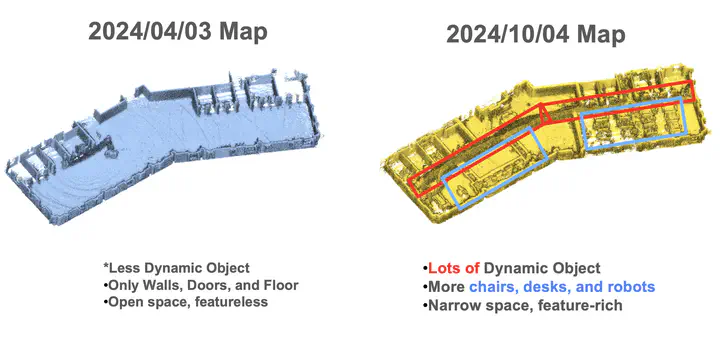 2024/04/03 Map
2024/10/04 Map
*Less Dynamic Object
•Only Walls, Doors, and Floor
•Open space, featureless
•Lots of Dynamic Object
•More chairs, desks, and robots
•Narrow space, feature-rich